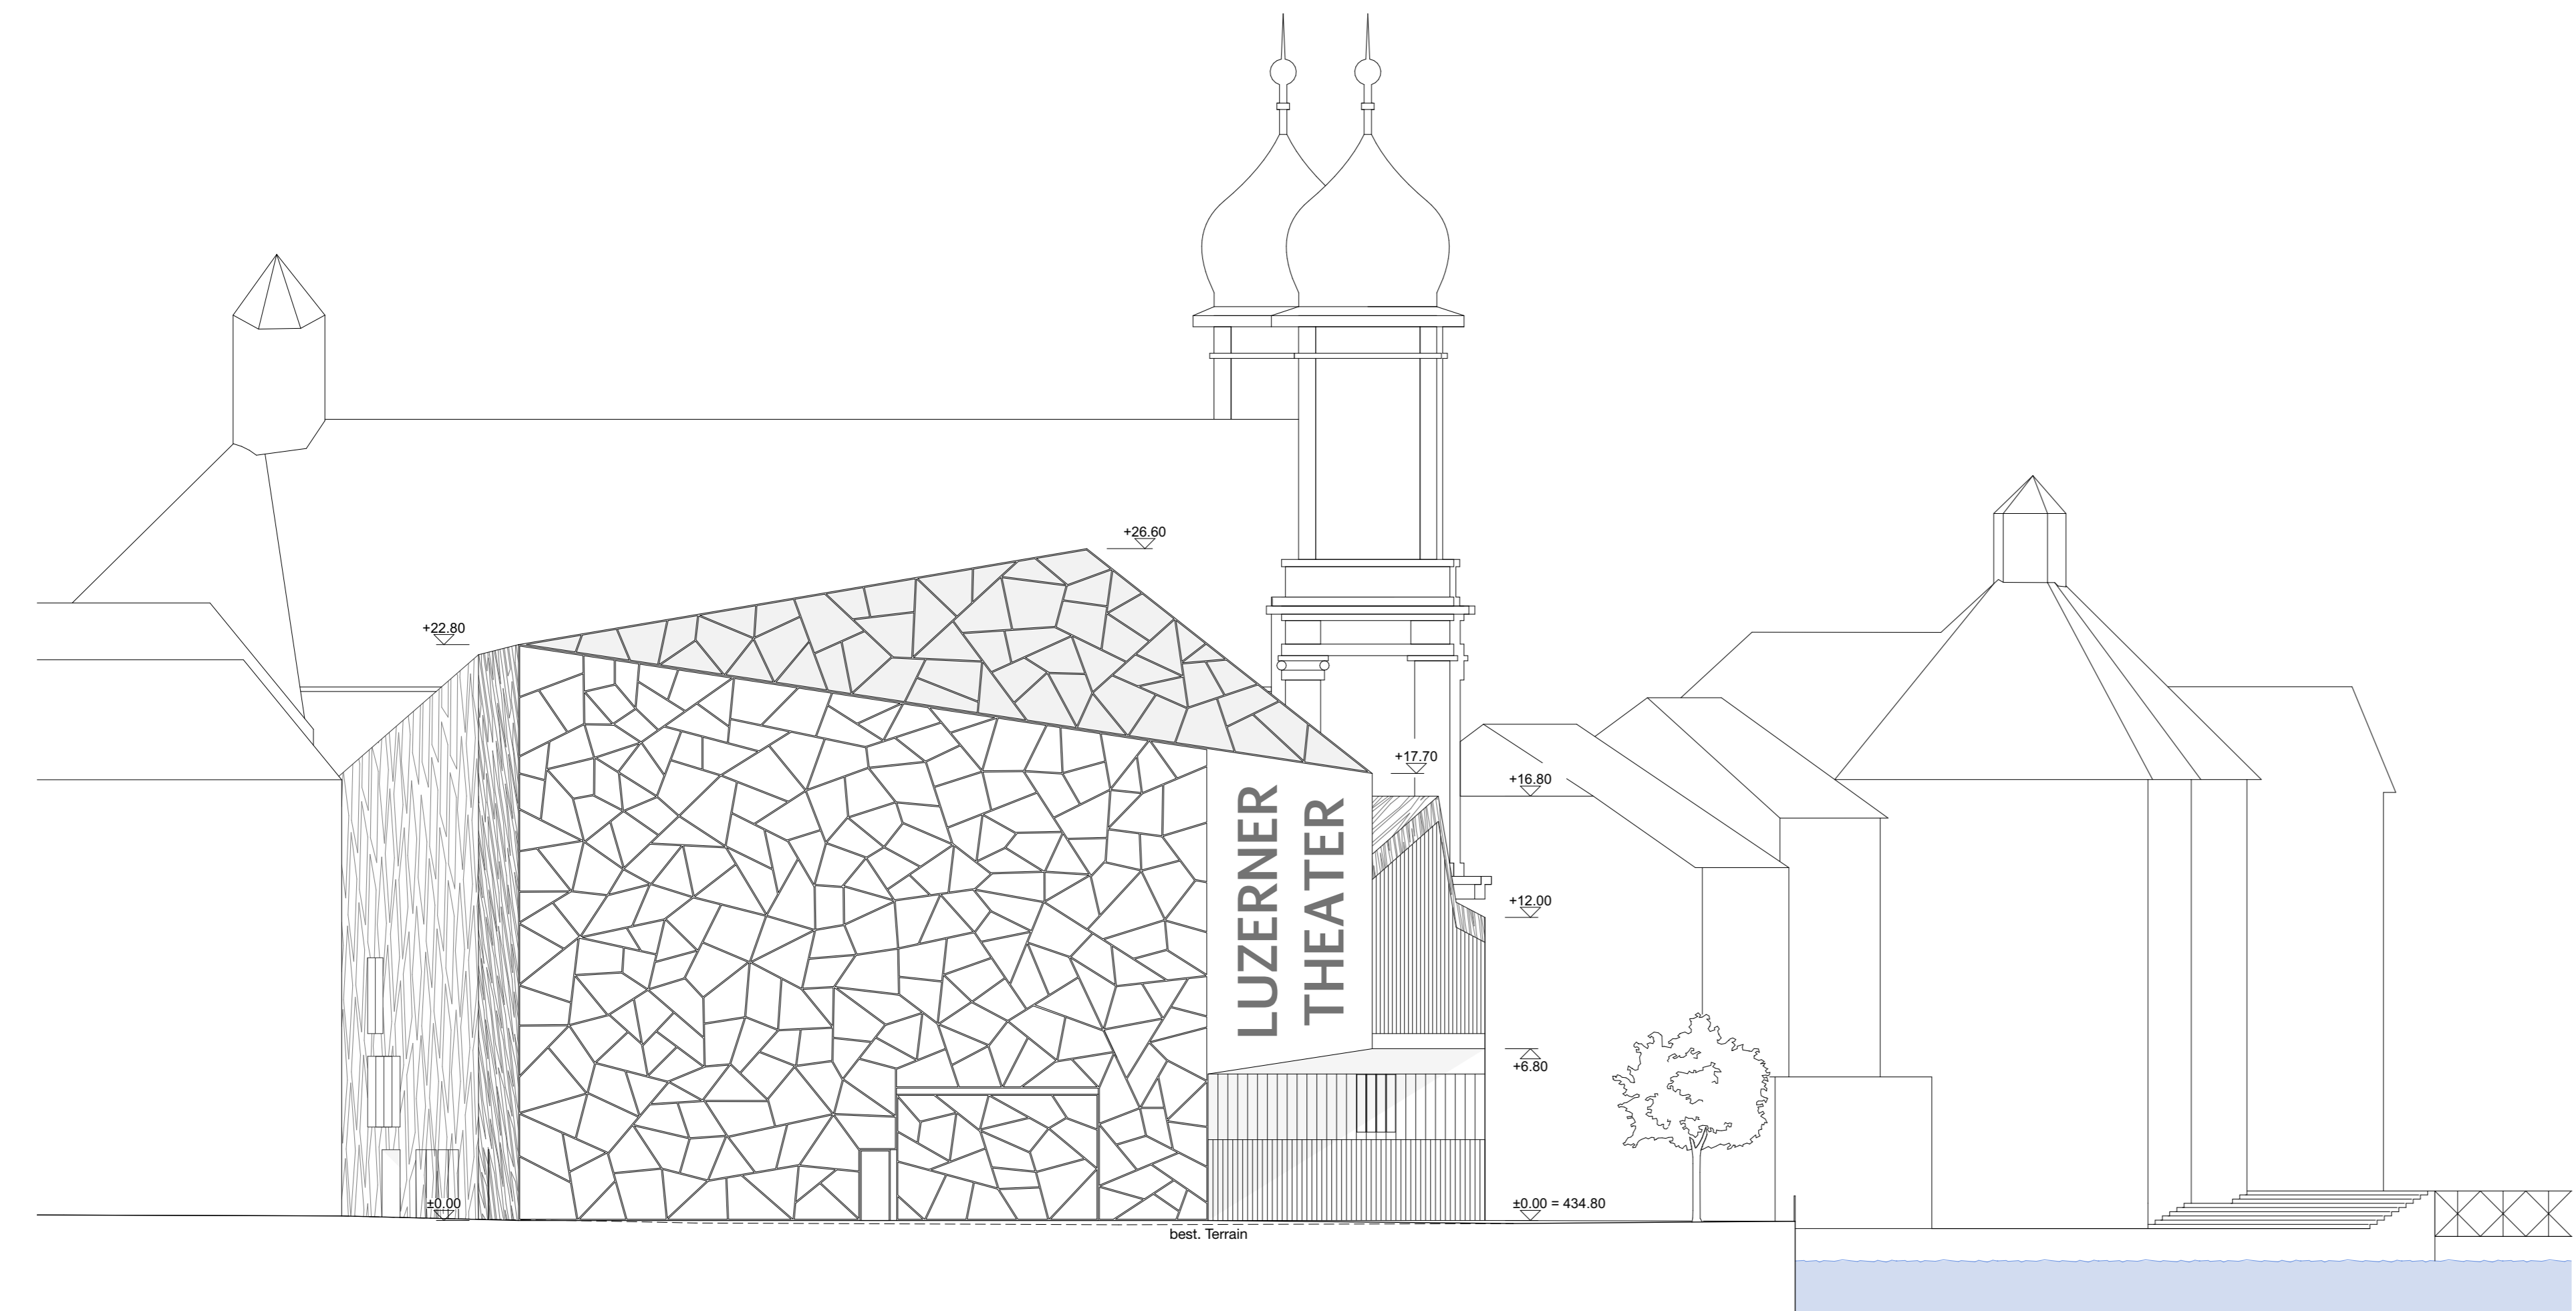 +26.60
+22.80
+17.70
+16.80
LUZERNER
THEATER
+12.00
+6.80
±0.00
±0.00 = 434.80
best. Terrain